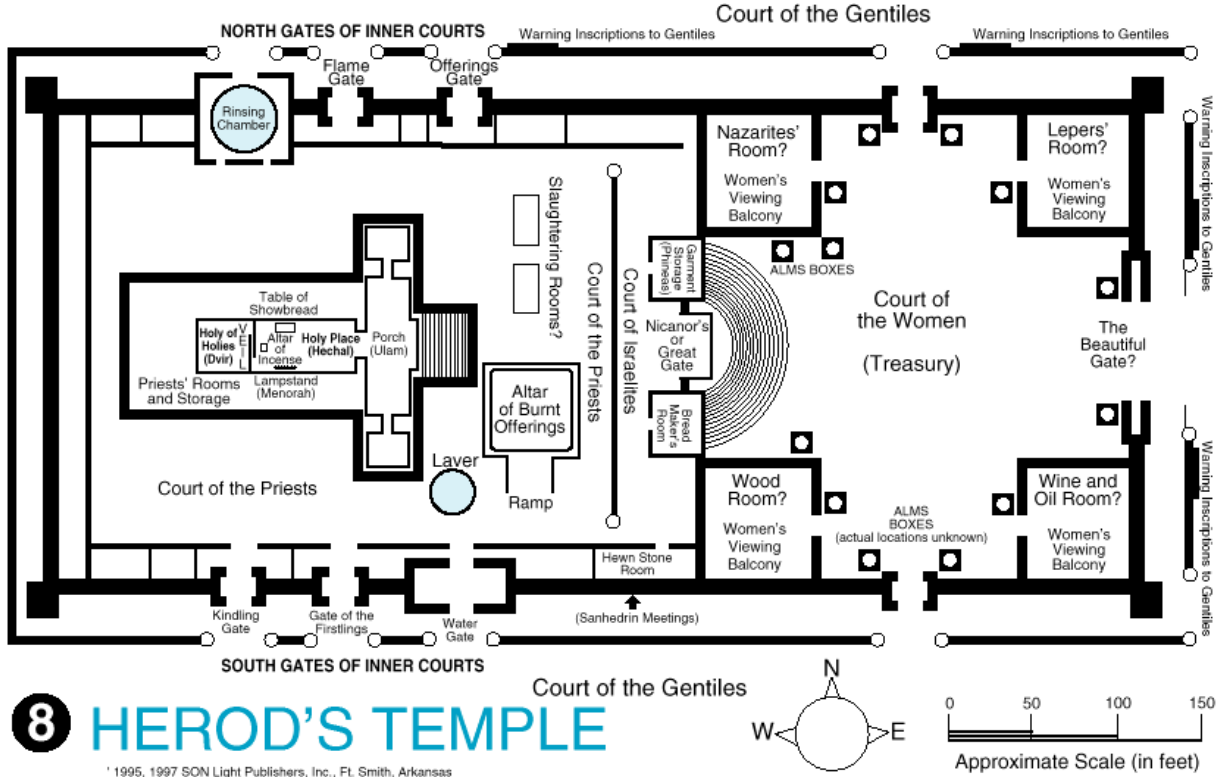 Court of the Gentiles
NORTH GATES OF INNER COURTS
Warning Inscriptions to Gentiles
Warning Inscriptions to Gentiles
Flame
Gate
Offerings
Gate
Rinsing
Chamber
Nazarites'
Room?
Women's
Viewing
Balcony
Lepers'
Room?
Women's
Viewing
Balcony
Warning Inscriptions to Gentiles
Slaughtering Rooms?
Court of the Priests
Court of Israelites
Garment
Storage
(Phineas)
ALMS BOXES
Table of
Showbread
Holy of
Holies
(Dvir)
VEIL
Altar
of
Incense
Holy Place
(Hechal)
Porch
(Ulam)
Lampstand
(Menorah)
Priests' Rooms
and Storage
Nicanor's
or
Great
Gate
Court of
the Women
(Treasury)
The
Beautiful
Gate?
Altar
of Burnt
Offerings
Bread
Maker's
Room
Laver
Ramp
Court of the Priests
Wood
Room?
Women's
Viewing
Balcony
ALMS
BOXES
(actual locations unknown)
Wine and
Oil Room?
Women's
Viewing
Balcony
Warning Inscriptions to Gentiles
Hewn Stone
Room
Kindling
Gate
Gate of the
Firstlings
Water
Gate
(Sanhedrin Meetings)
SOUTH GATES OF INNER COURTS
Court of the Gentiles
N
W
E
0 50 100 150
Approximate Scale (in feet)
8 HEROD'S TEMPLE
' 1995, 1997 SON Light Publishers, Inc., Ft. Smith, Arkansas